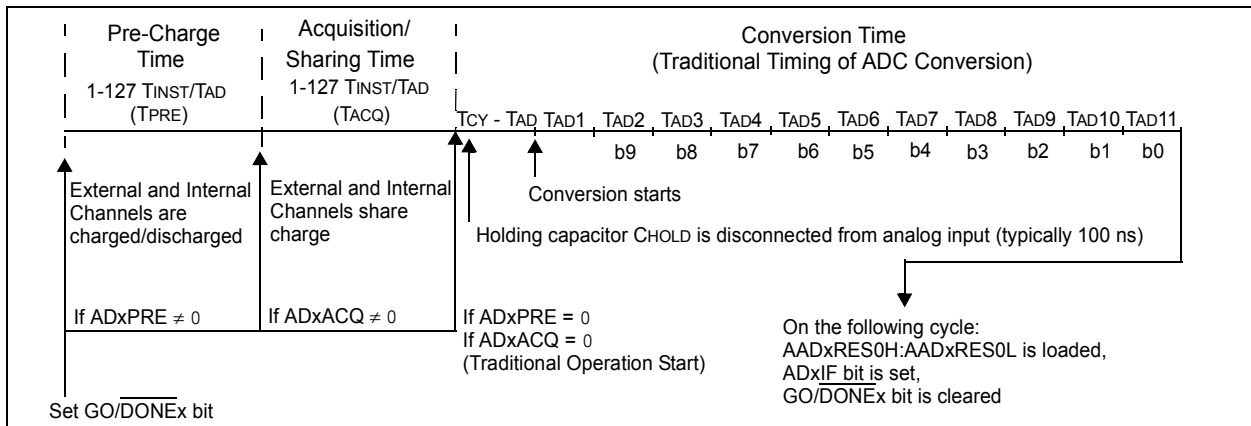 Pre-Charge
Time
1-127 TINST/TAD
(TPRE)
Acquisition/
Sharing Time
1-127 TINST/TAD
(TACQ)
Conversion Time
(Traditional Timing of ADC Conversion)
TCY - TAD TAD1 TAD2 TAD3 TAD4 TAD5 TAD6 TAD7 TAD8 TAD9 TAD10 TAD11
b9 b8 b7 b6 b5 b4 b3 b2 b1 b0
External and Internal
Channels are
charged/discharged
External and Internal
Channels share
charge
Conversion starts
Holding capacitor CHOLD is disconnected from analog input (typically 100 ns)
If ADxPRE ≠ 0
If ADxACQ ≠ 0
If ADxPRE = 0
If ADxACQ = 0
(Traditional Operation Start)
On the following cycle:
AADxRES0H:AADxRES0L is loaded,
ADxIF bit is set,
GO/DONEx bit is cleared
Set GO/DONEx bit